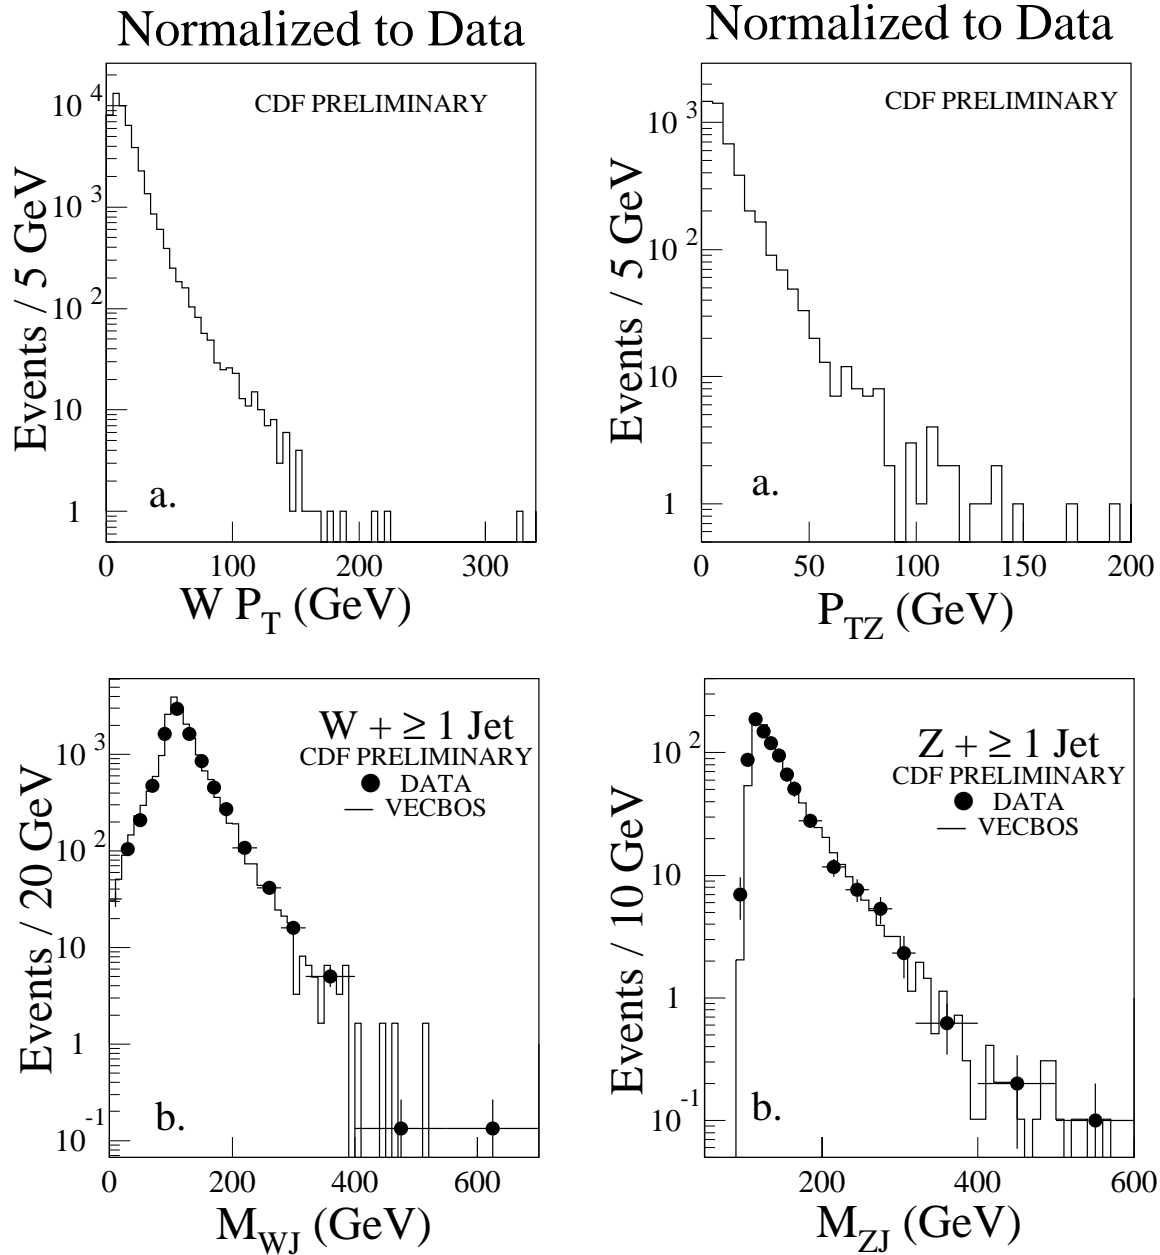 Normalized to Data
CDF PRELIMINARY
Events / 5 GeV
10 4
10 3
10 2
10
1
a.
0 100 200 300
W PT (GeV)
Normalized to Data
CDF PRELIMINARY
Events / 5 GeV
10 3
10 2
10
1
a.
0 50 100 150 200
PTZ (GeV)
W + ≥ 1 Jet
CDF PRELIMINARY
DATA
VECBOS
Events / 20 GeV
10 3
10 2
10
1
10 -1
b.
0 200 400 600
MWJ (GeV)
Z + ≥ 1 Jet
CDF PRELIMINARY
DATA
VECBOS
Events / 10 GeV
10 2
10
1
10 -1
b.
200 400 600
MZJ (GeV)